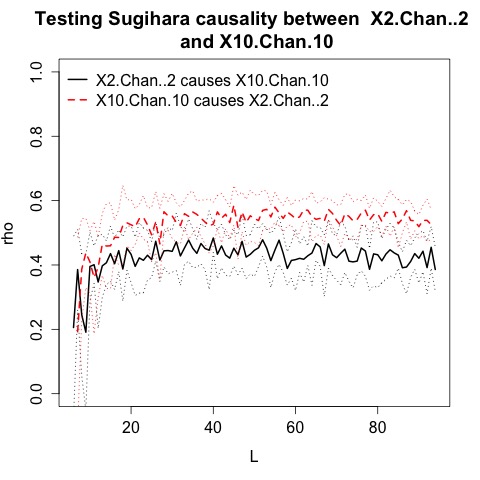 Testing Sugihara causality between  X2.Chan..2
and X10.Chan.10
X2.Chan..2 causes X10.Chan.10
X10.Chan.10 causes X2.Chan..2
rho
1.0
0.8
0.6
0.4
0.2
0.0
20 40 60 80
L